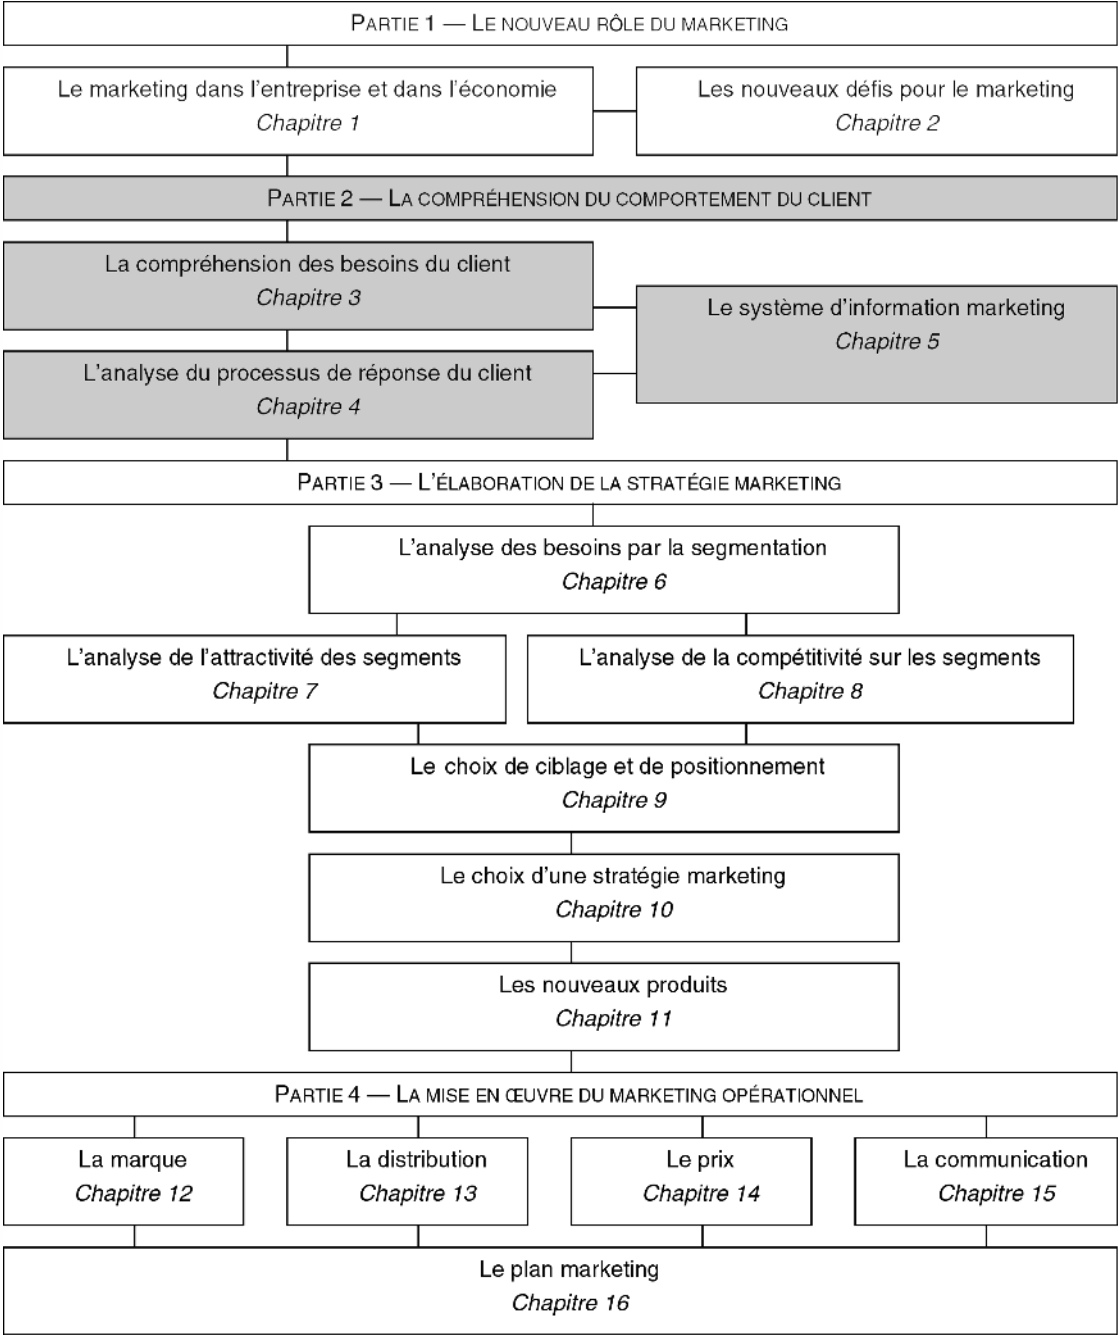 PARTIE 1 — LE NOUVEAU RÔLE DU MARKETING
Le marketing dans l'entreprise et dans l'économie
Chapitre 1
Les nouveaux défis pour le marketing
Chapitre 2
PARTIE 2 — LA COMPRÉHENSION DU COMPORTEMENT DU CLIENT
La compréhension des besoins du client
Chapitre 3
Le système d'information marketing
Chapitre 5
L'analyse du processus de réponse du client
Chapitre 4
PARTIE 3 — L'ÉLABORATION DE LA STRATÉGIE MARKETING
L'analyse des besoins par la segmentation
Chapitre 6
L'analyse de l'attractivité des segments
Chapitre 7
L'analyse de la compétitivité sur les segments
Chapitre 8
Le choix de ciblage et de positionnement
Chapitre 9
Le choix d'une stratégie marketing
Chapitre 10
Les nouveaux produits
Chapitre 11
PARTIE 4 — LA MISE EN ŒUVRE DU MARKETING OPÉRATIONNEL
La marque
Chapitre 12
La distribution
Chapitre 13
Le prix
Chapitre 14
La communication
Chapitre 15
Le plan marketing
Chapitre 16